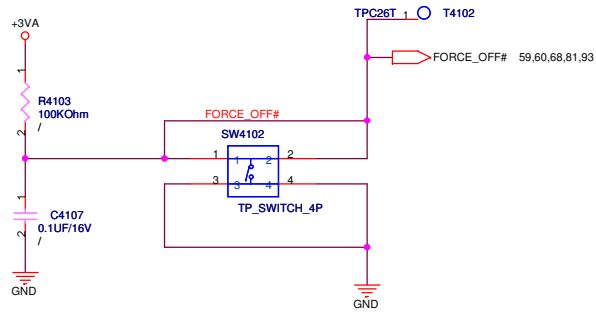 TPC26T 1 T4102
+3VA
FORCE_OFF# 59,60,68,81,93
1
R4103
100KOhm
/
2
FORCE_OFF#
SW4102
1 1 2 2
3 3 4 4
TP_SWITCH_4P
1
C4107
0.1UF/16V
2
/
GND
GND